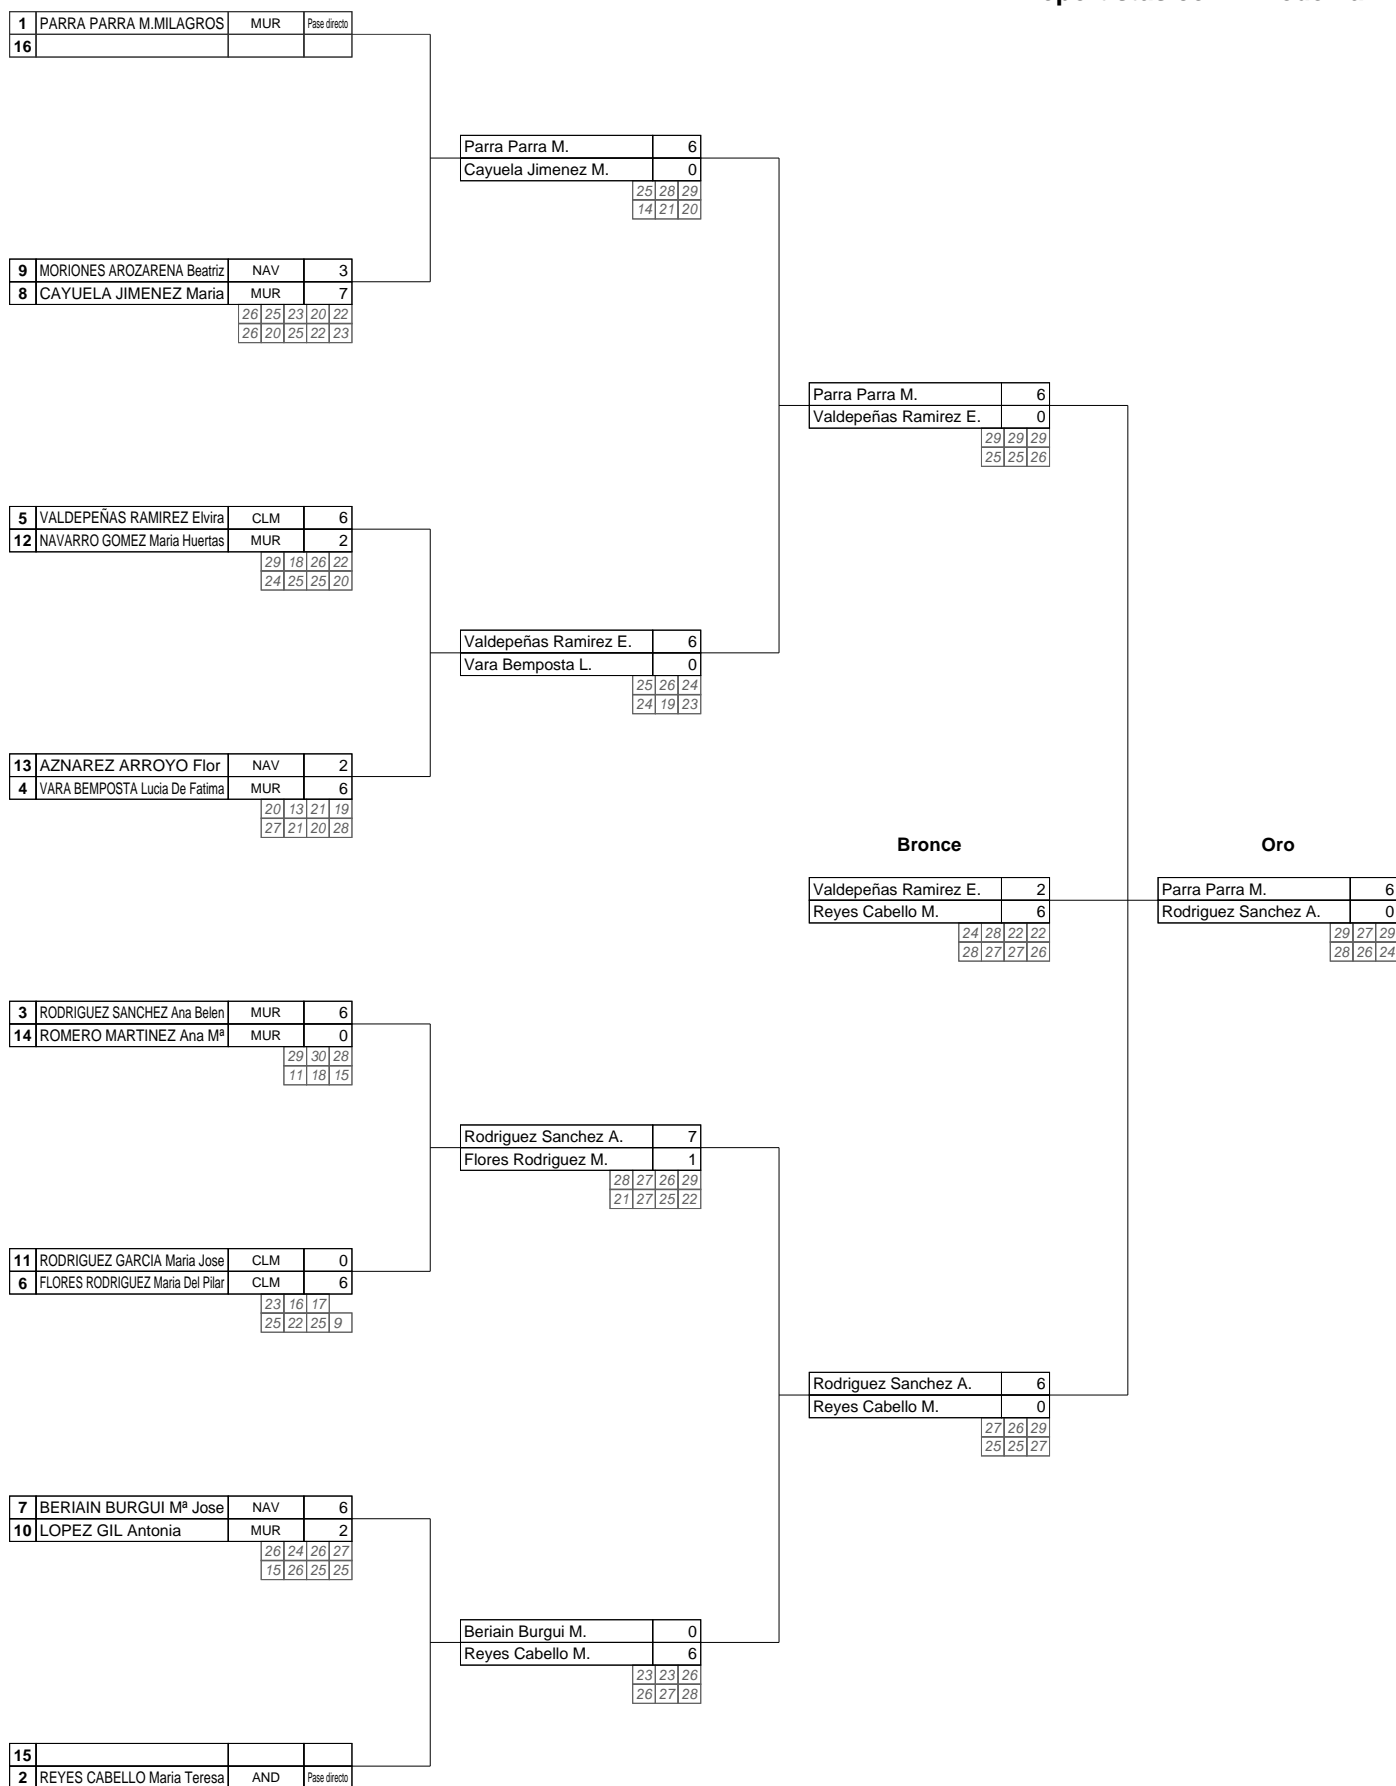 1 PARRA PARRA M.MILAGROS MUR Pase directo
16
Parra Parra M. 6
Cayuela Jimenez M. 0
25 28 29
14 21 20
9 MORIONES AROZARENA Beatriz NAV 3
8 CAYUELA JIMENEZ Maria MUR 7
26 25 23 20 22
26 20 25 22 23
Parra Parra M. 6
Valdepeñas Ramirez E. 0
29 29 29
25 25 26
5 VALDEPEÑAS RAMIREZ Elvira CLM 6
12 NAVARRO GOMEZ Maria Huertas MUR 2
29 18 26 22
24 25 25 20
Valdepeñas Ramirez E. 6
Vara Bemposta L. 0
25 26 24
24 19 23
13 AZNAREZ ARROYO Flor NAV 2
4 VARA BEMPOSTA Lucia De Fatima MUR 6
20 13 21 19
27 21 20 28
Bronce
Oro
Valdepeñas Ramirez E. 2
Reyes Cabello M. 6
24 28 22 22
28 27 27 26
Parra Parra M. 6
Rodriguez Sanchez A. 0
29 27 29
28 26 24
3 RODRIGUEZ SANCHEZ Ana Belen MUR 6
14 ROMERO MARTINEZ Ana Mª MUR 0
29 30 28
11 18 15
Rodriguez Sanchez A. 7
Flores Rodriguez M. 1
28 27 26 29
21 27 25 22
11 RODRIGUEZ GARCIA Maria Jose CLM 0
6 FLORES RODRIGUEZ Maria Del Pilar CLM 6
23 16 17
25 22 25 9
Rodriguez Sanchez A. 6
Reyes Cabello M. 0
27 26 29
25 25 27
7 BERIAIN BURGUI Mª Jose NAV 6
10 LOPEZ GIL Antonia MUR 2
26 24 26 27
15 26 25 25
Beriain Burgui M. 0
Reyes Cabello M. 6
23 23 26
26 27 28
15
2 REYES CABELLO Maria Teresa AND Pase directo